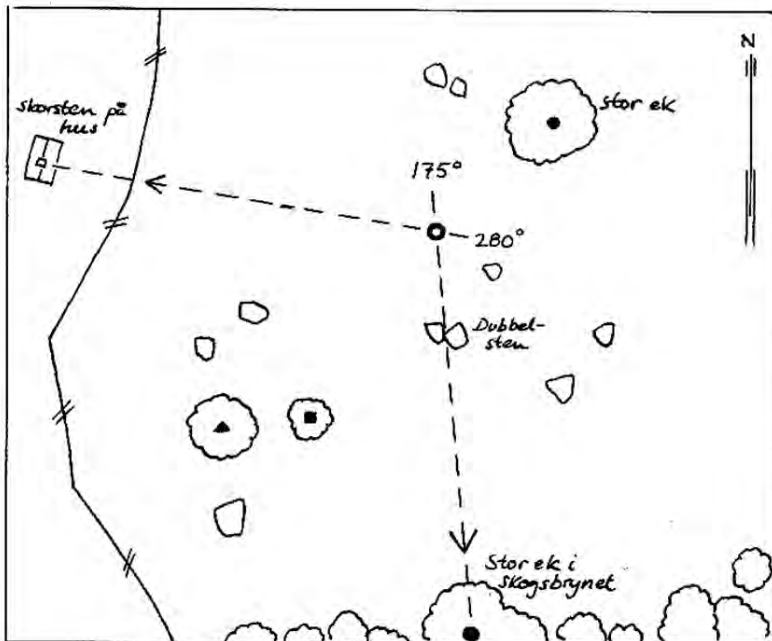 N
skorsten på
hus
stor ek
175°
280°
Dubbel-
sten
Stor ek i
skogsbrynet